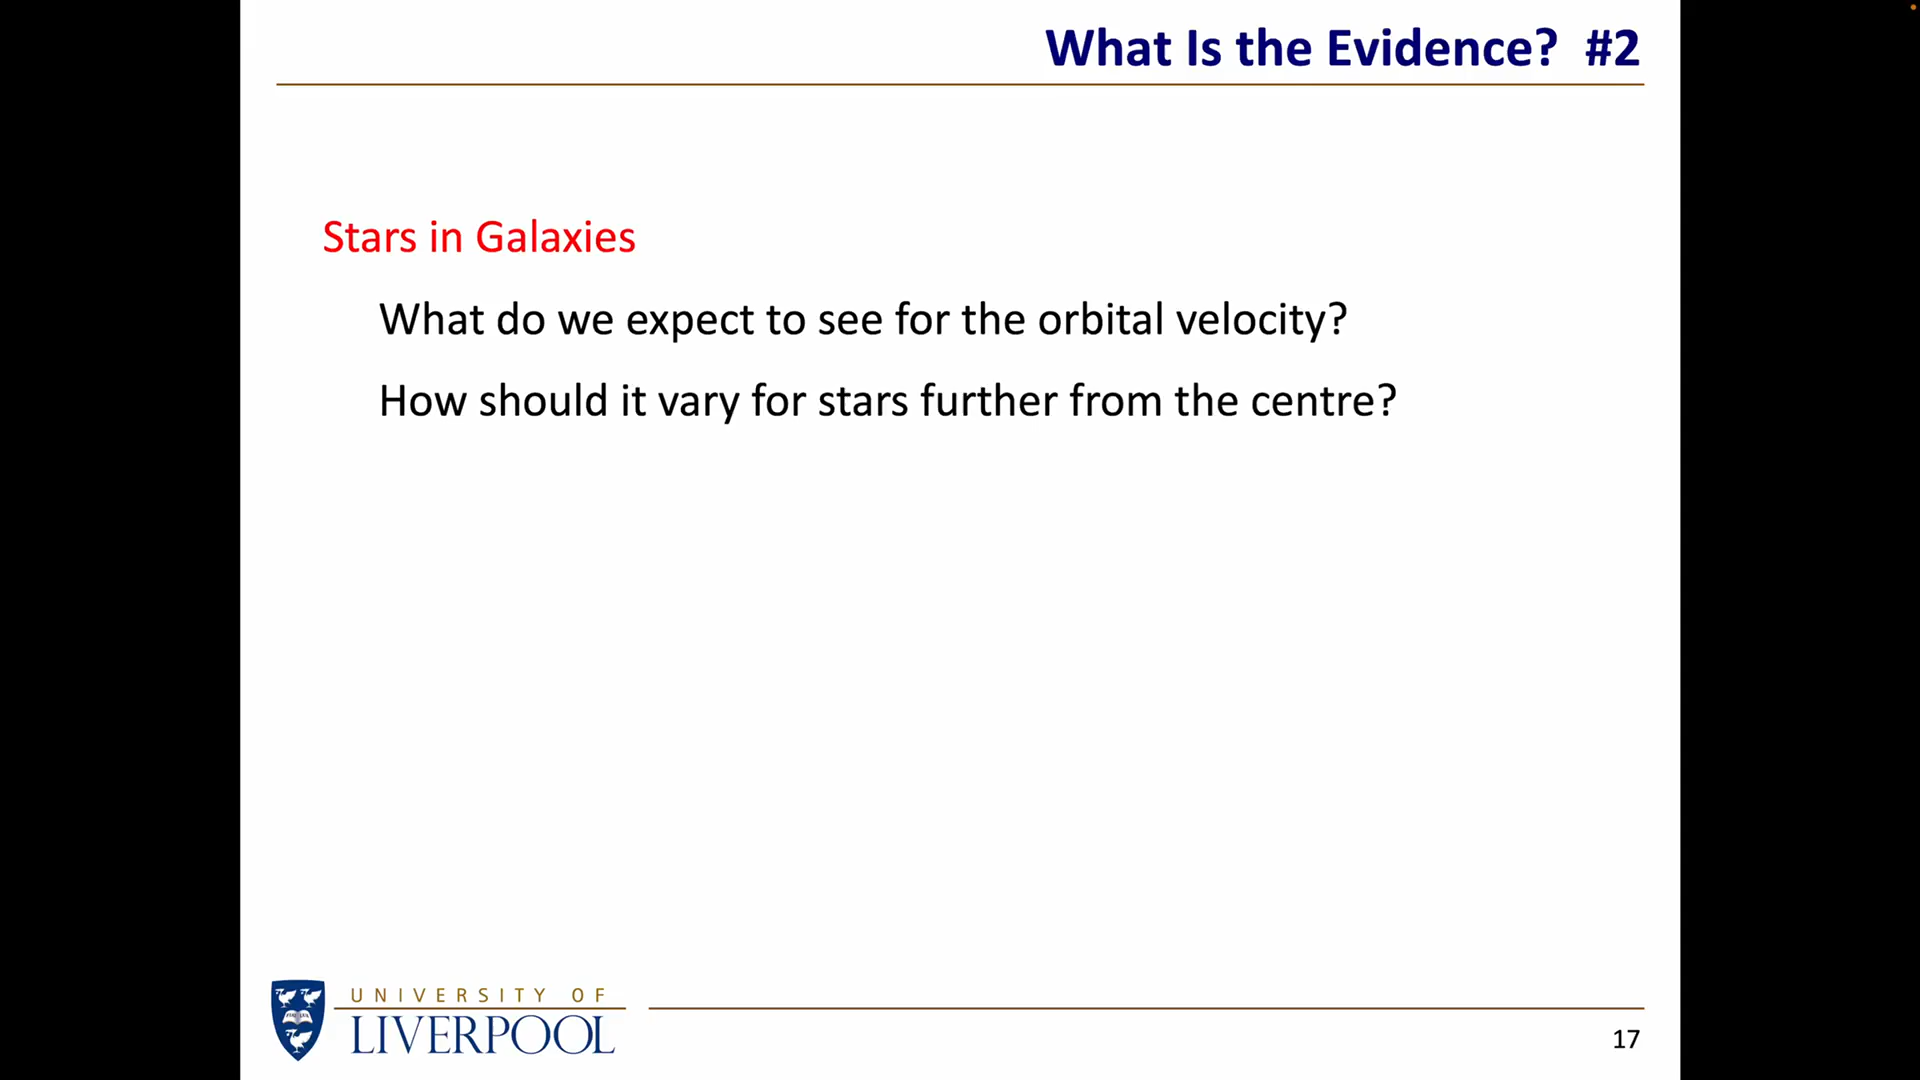 What Is the Evidence? #2
Stars in Galaxies
What do we expect to see for the orbital velocity?
How should it vary for stars further from the centre?
UNIVERSITY OF
LIVERPOOL
17